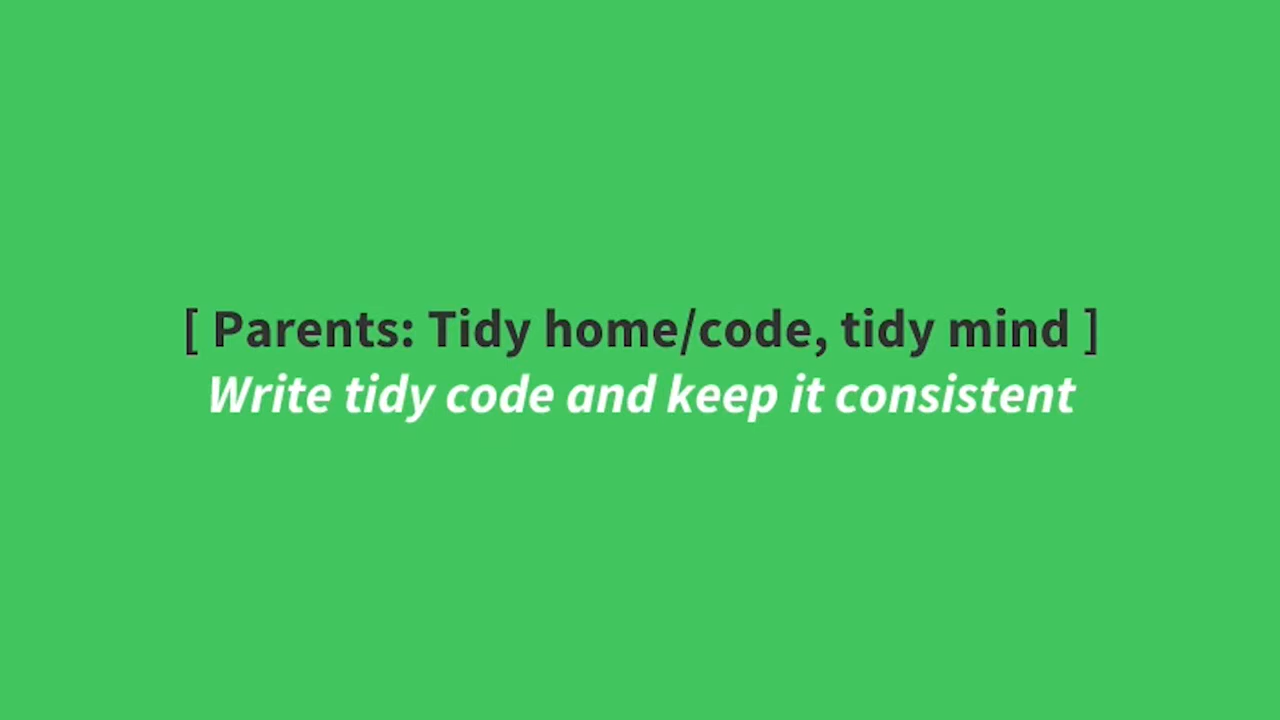 [ Parents: Tidy home/code, tidy mind ]
Write tidy code and keep it consistent